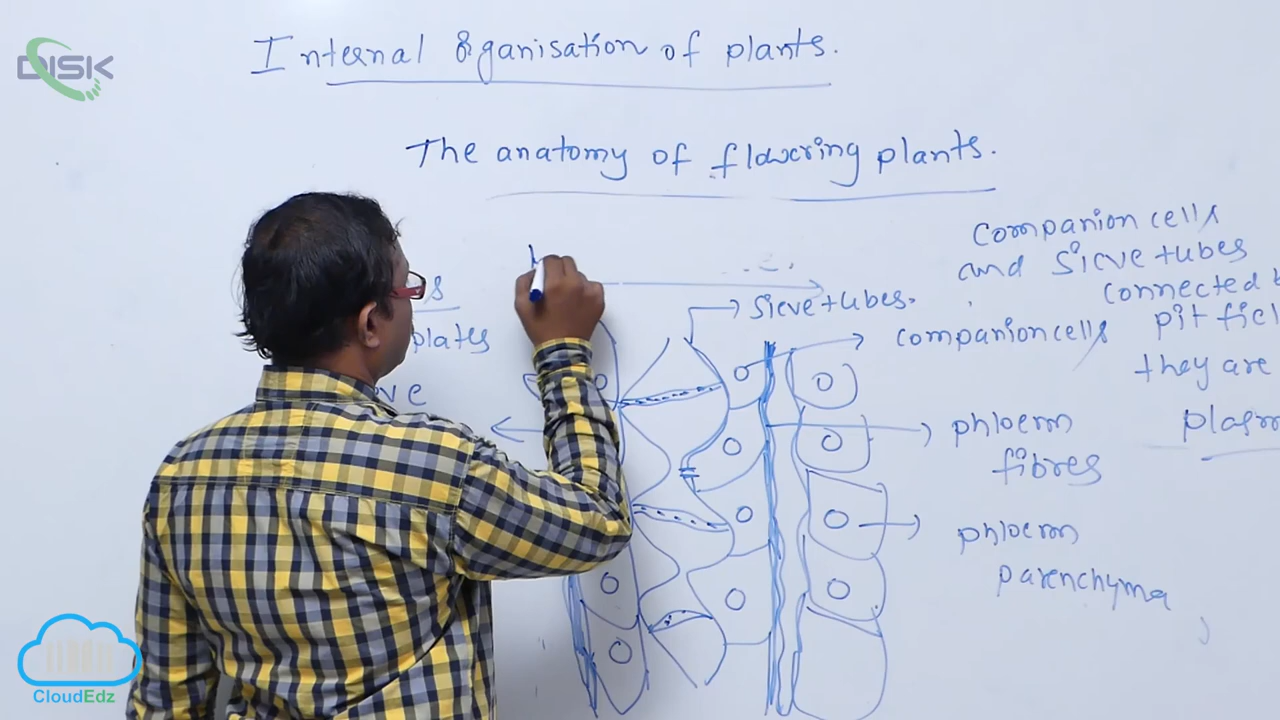 DISK
Internal organisation of plants.
The anatomy of flowering plants.
companion cells
and sieve tubes
connected
pit
they are
sieve tubes.
companion cells
plates
phloem
fibres
phloem
parenchyma
CloudEdz